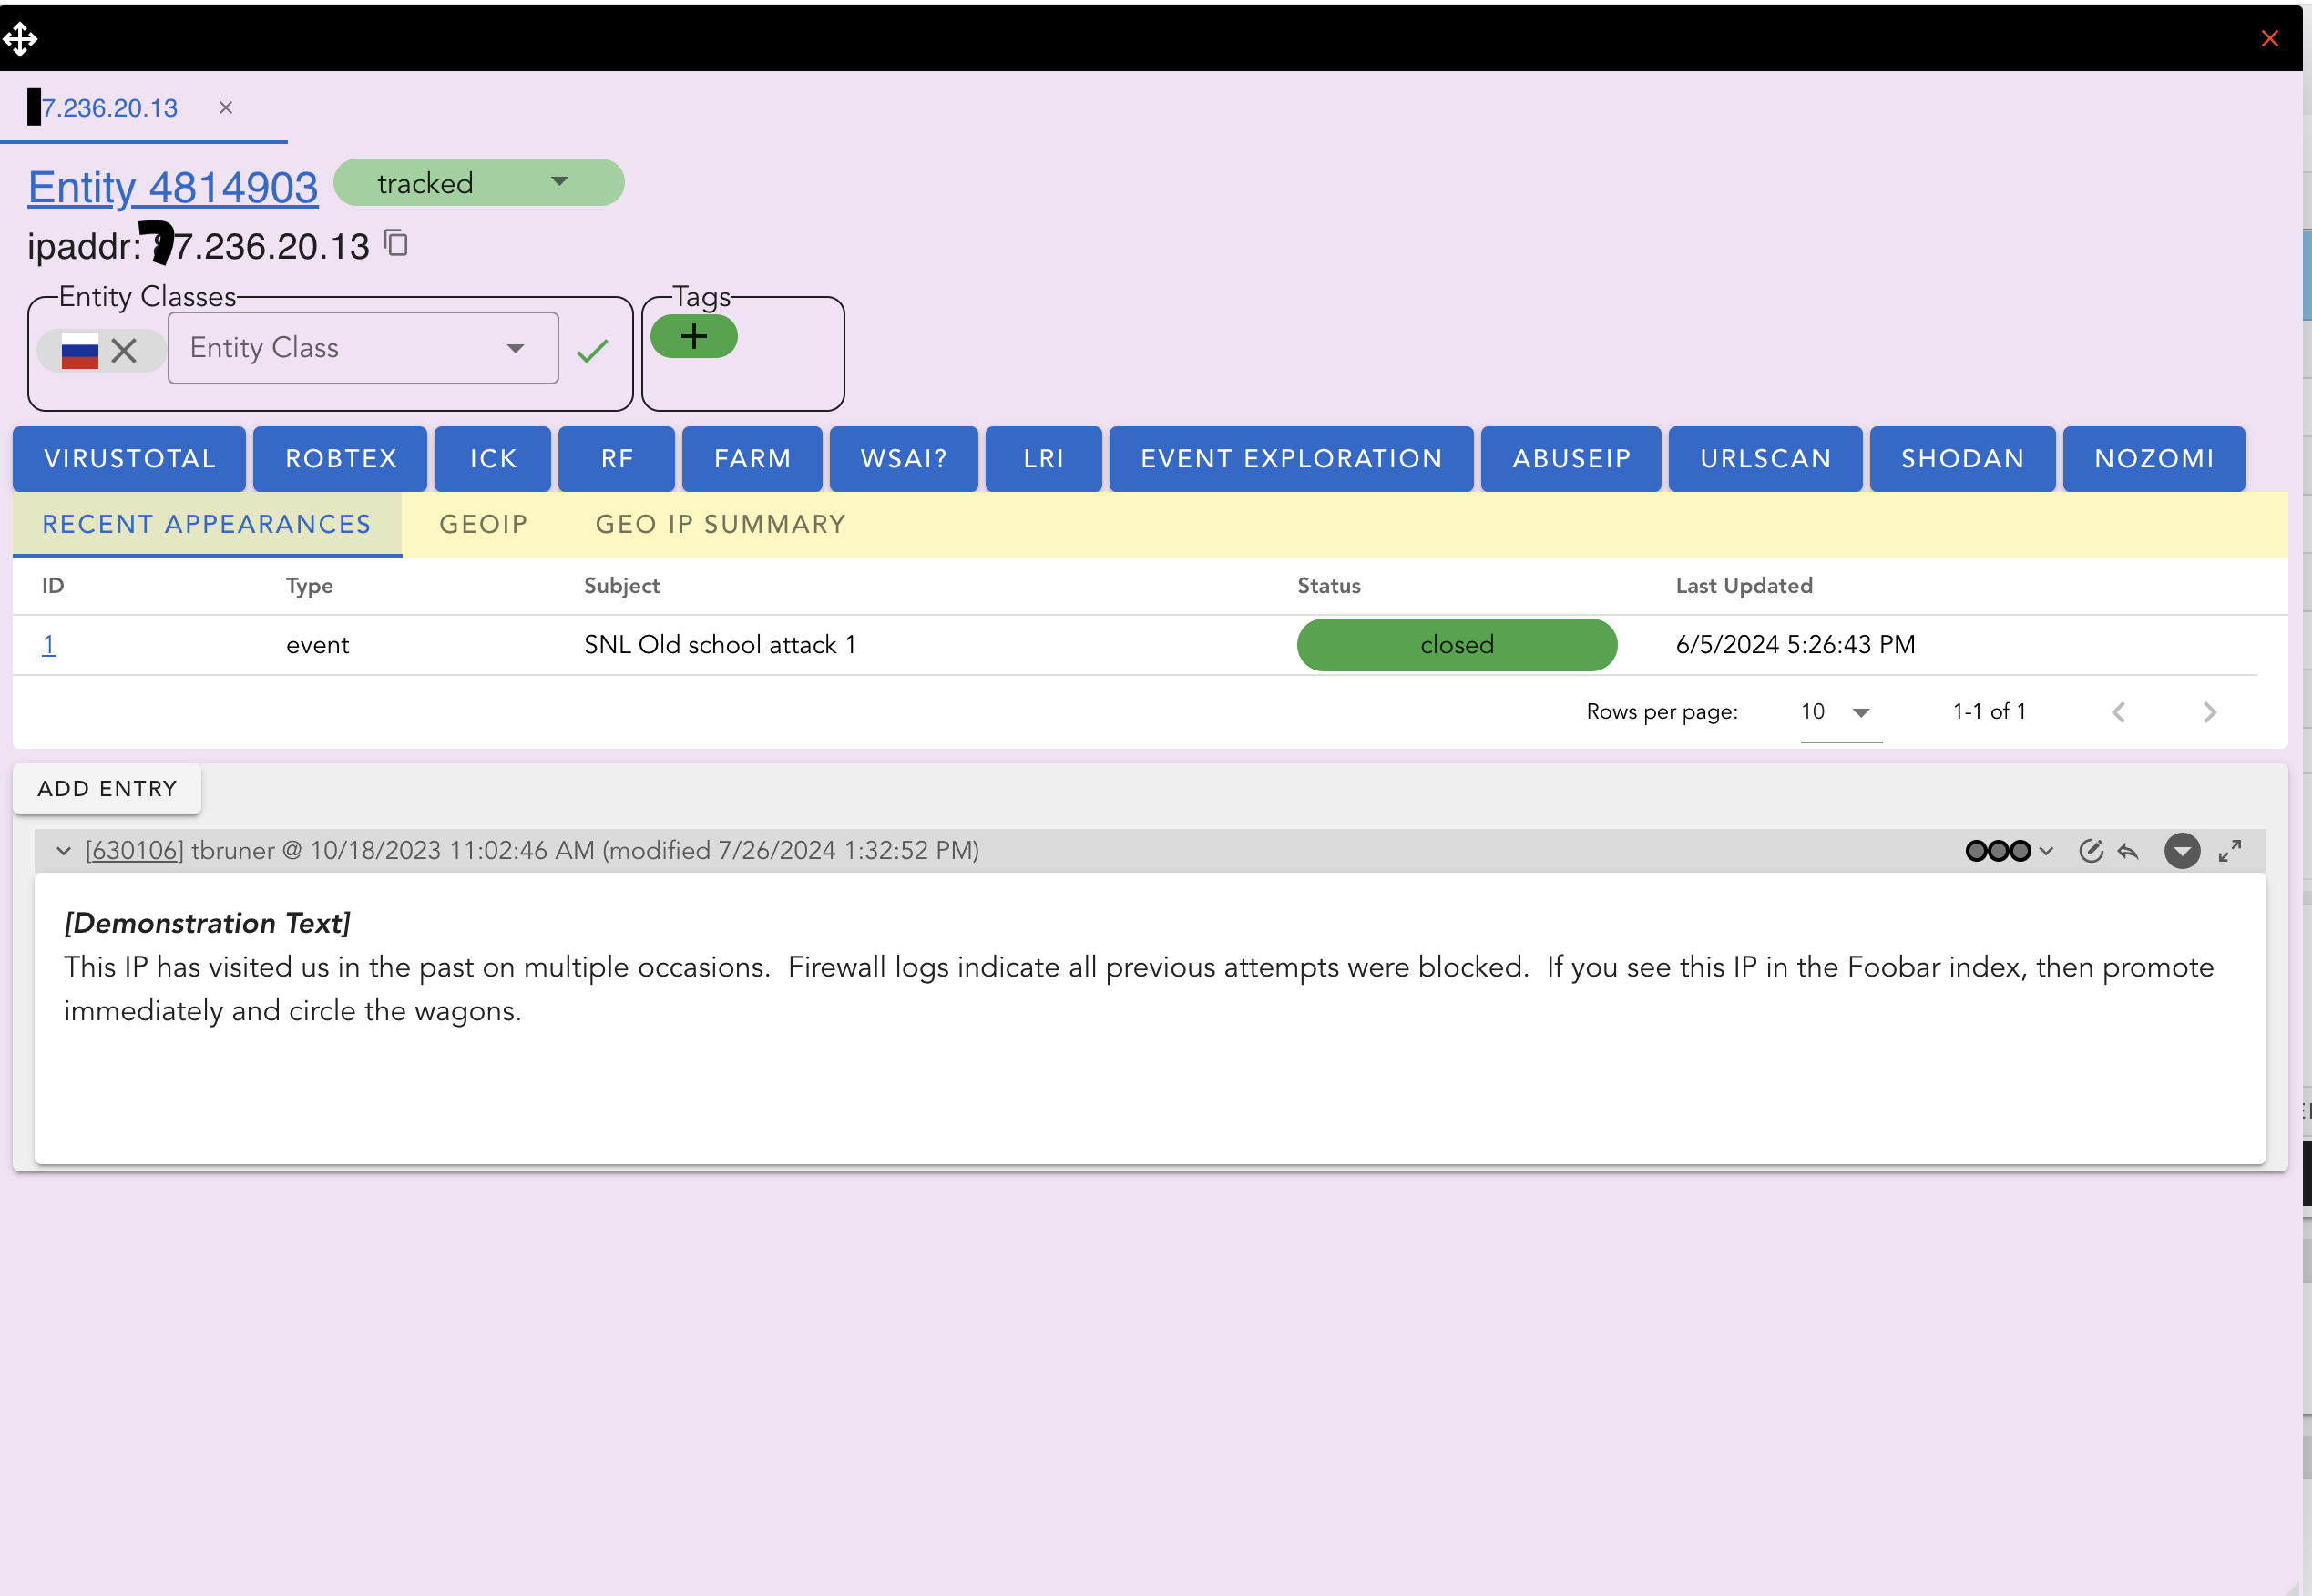 7.236.20.13
Entity 4814903 tracked
ipaddr: 7.236.20.13
Entity Classes Tags
Entity Class
VIRUSTOTAL ROBTEX ICK RF FARM WSAI? LRI EVENT EXPLORATION ABUSEIP URLSCAN SHODAN NOZOMI
RECENT APPEARANCES GEOIP GEO IP SUMMARY
ID Type Subject Status Last Updated
1 event SNL Old school attack 1 closed 6/5/2024 5:26:43 PM
Rows per page: 10 1-1 of 1
ADD ENTRY
[630106] tbruner @ 10/18/2023 11:02:46 AM (modified 7/26/2024 1:32:52 PM)
[Demonstration Text]
This IP has visited us in the past on multiple occasions. Firewall logs indicate all previous attempts were blocked. If you see this IP in the Foobar index, then promote
immediately and circle the wagons.